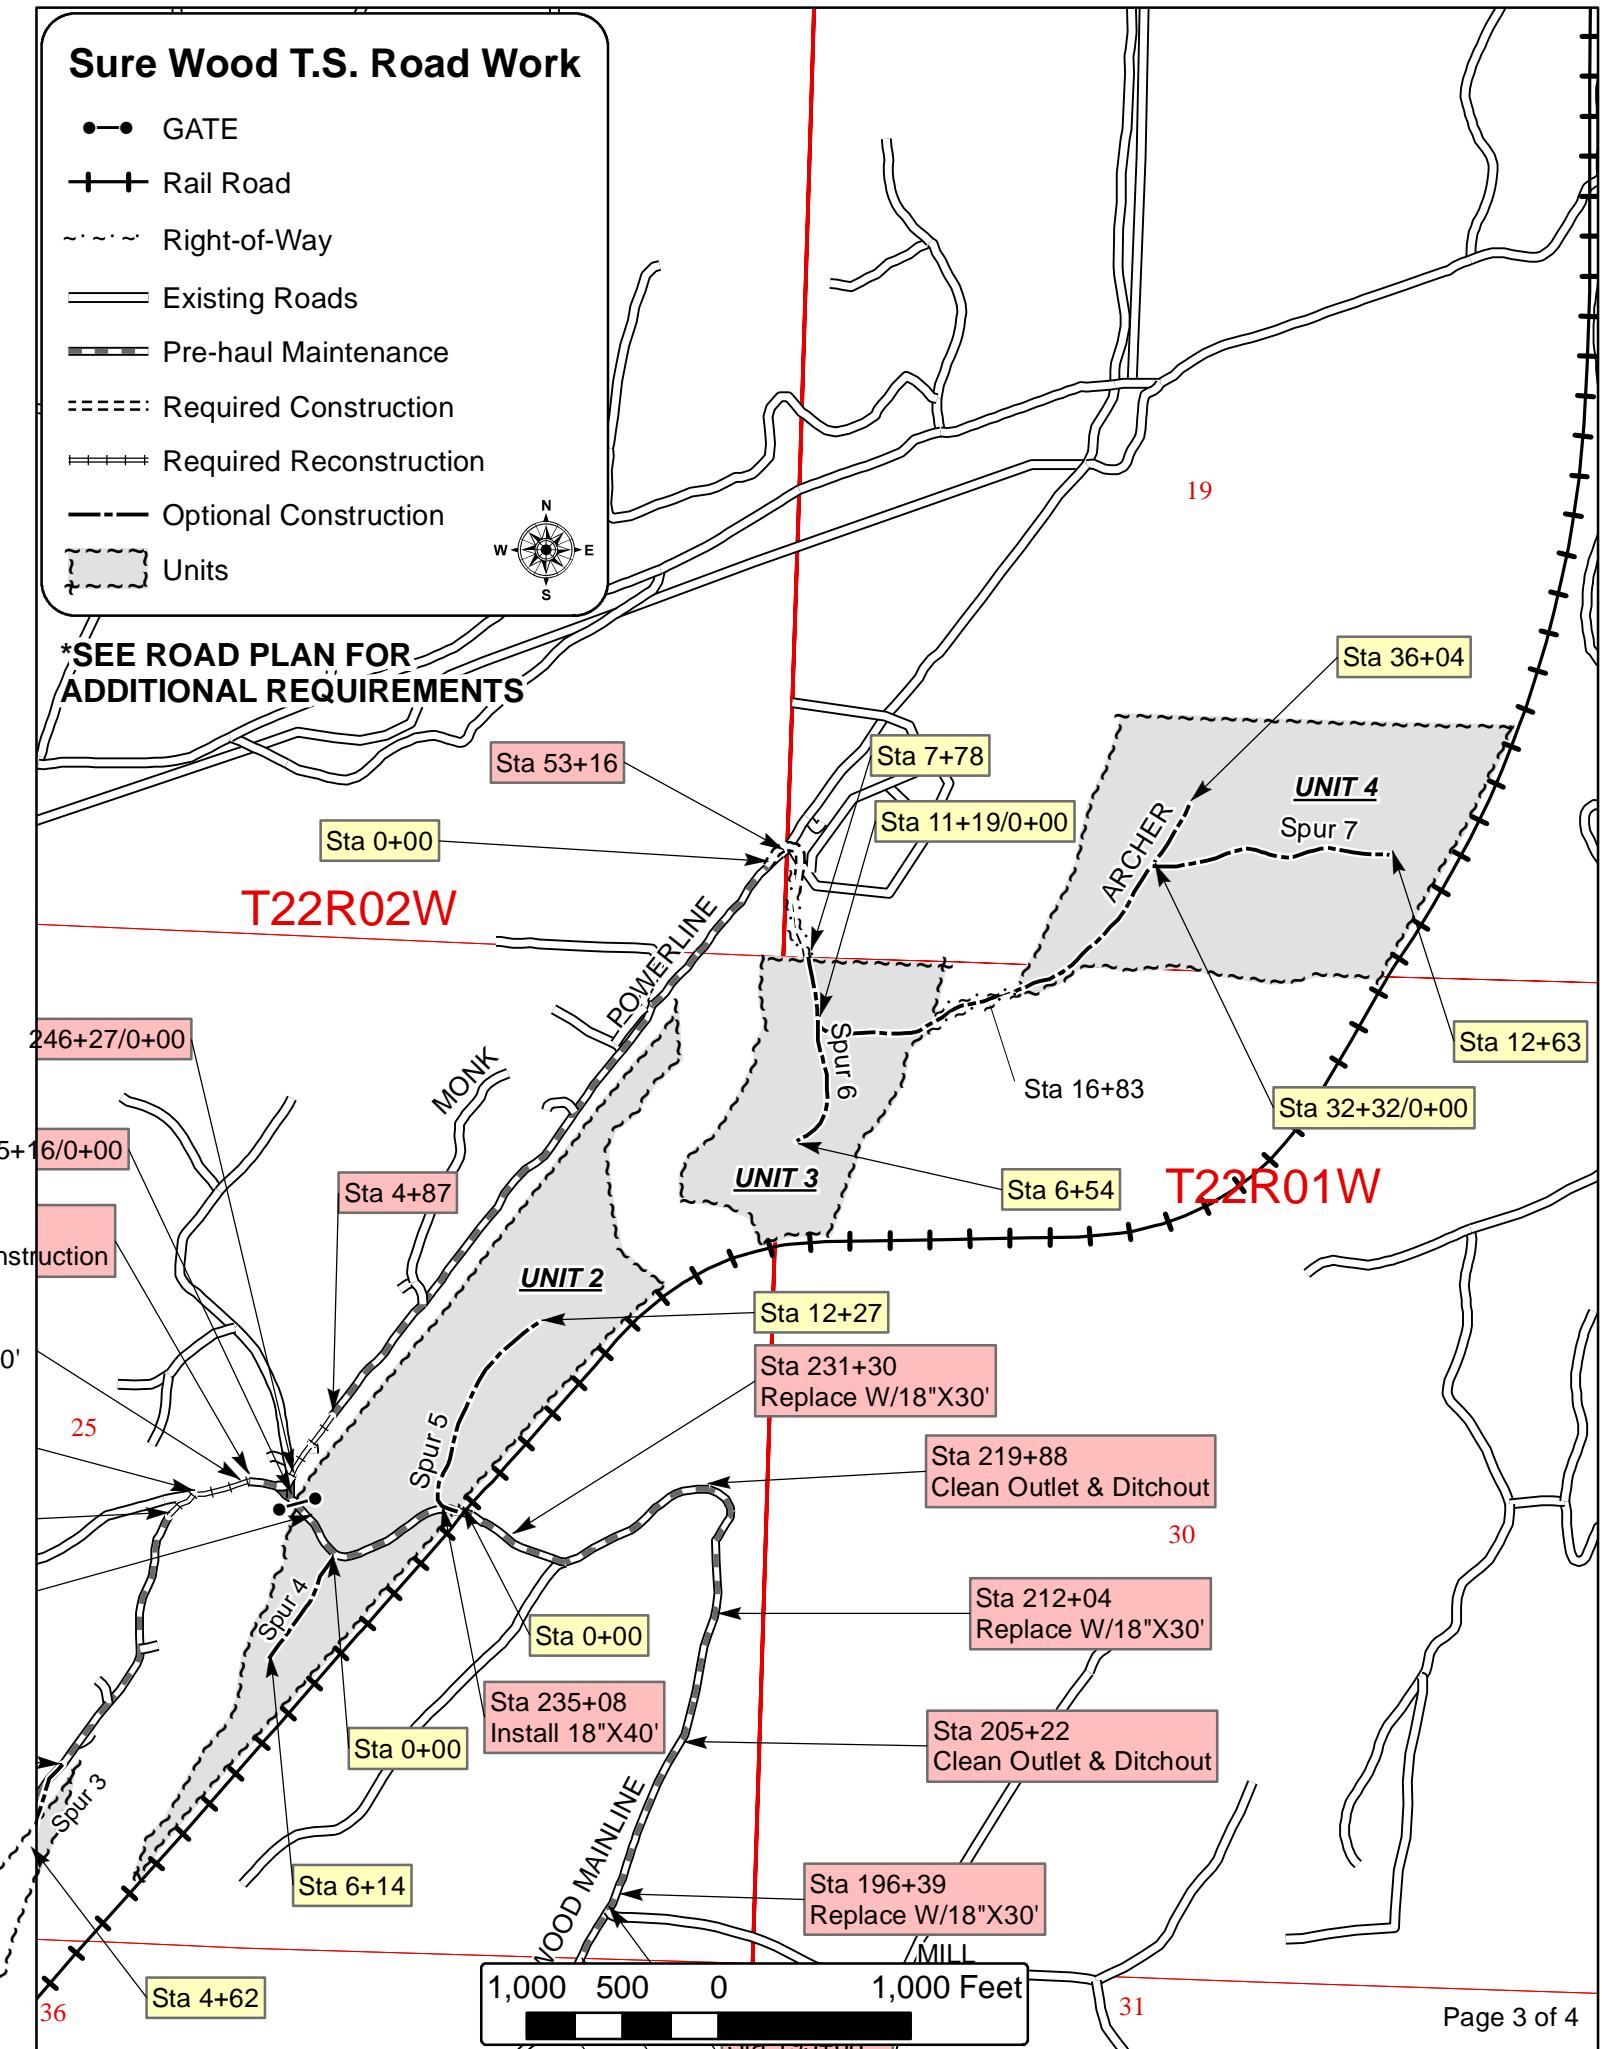 Sure Wood T.S. Road Work
GATE
Rail Road
Right-of-Way
Existing Roads
Pre-haul Maintenance
Required Construction
Required Reconstruction
Optional Construction
Units
N
W
E
S
*SEE ROAD PLAN FOR
ADDITIONAL REQUIREMENTS
19
Sta 36+04
Sta 53+16
Sta 7+78
UNIT 4
Sta 11+19/0+00
Spur 7
Sta 0+00
ARCHER
T22R02W
POWERLINE
246+27/0+00
Sta 12+63
MONK
Spur 6
Sta 16+83
Sta 32+32/0+00
5+16/0+00
Sta 4+87
UNIT 3
Sta 6+54
T22R01W
nstruction
UNIT 2
Sta 12+27
0'
Sta 231+30
Replace W/18"X30'
25
Spur 5
Sta 219+88
Clean Outlet & Ditchout
30
Spur 4
Sta 212+04
Replace W/18"X30'
Sta 0+00
Sta 235+08
Install 18"X40'
Sta 0+00
Sta 205+22
Clean Outlet & Ditchout
Spur 3
WOOD MAINLINE
Sta 6+14
Sta 196+39
Replace W/18"X30'
MILL
Sta 4+62
1,000 500 0 1,000 Feet
36
31
Page 3 of 4